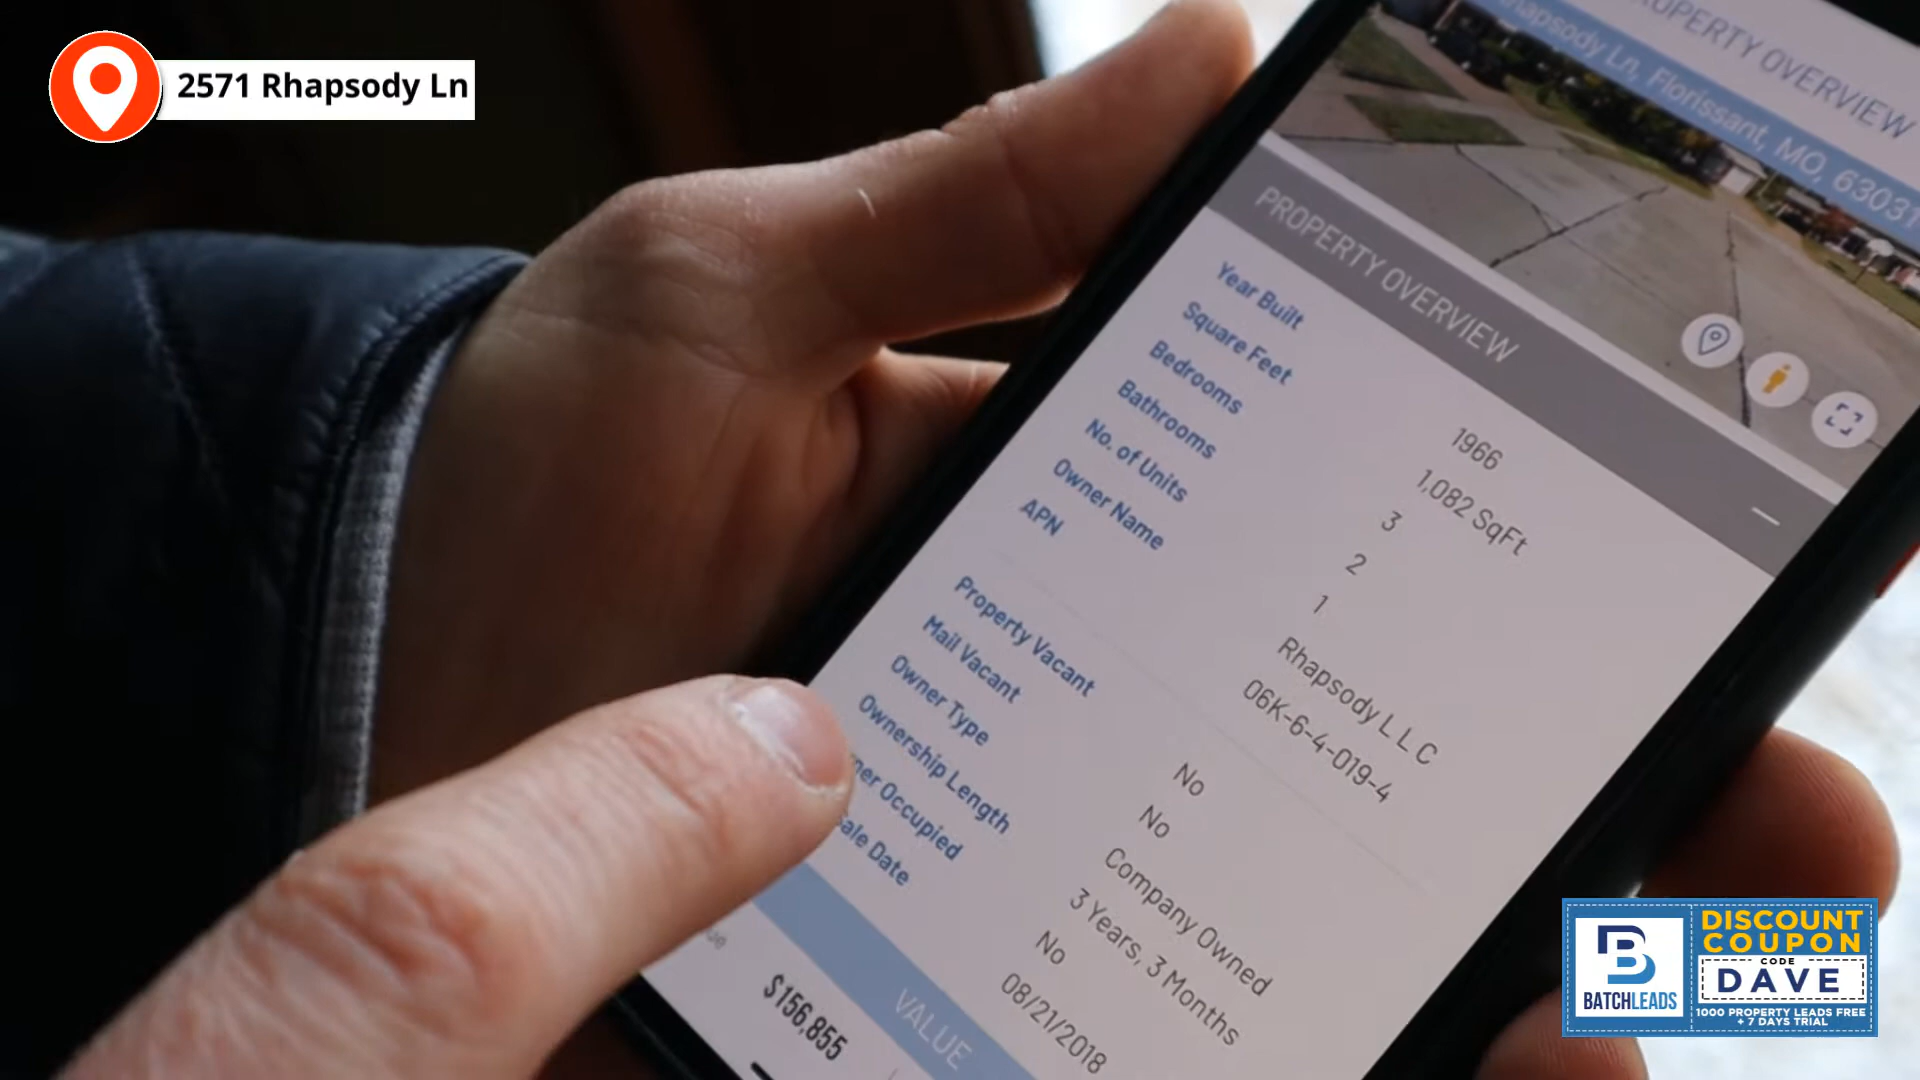 2571 Rhapsody Ln
PROPERTY OVERVIEW
Rhapsody Ln, Florissant, MO, 63031
PROPERTY OVERVIEW
Year Built 1966
Square Feet 1,082 SqFt
Bedrooms 3
Bathrooms 2
No. of Units 1
Owner Name Rhapsody L L C
APN 06K-6-4-019-4
Property Vacant No
Mail Vacant No
Owner Type Company Owned
Ownership Length 3 Years, 3 Months
Occupied No
Date 08/21/2018
VALUE
$156,855
BATCHLEADS
DISCOUNT
COUPON
CODE
DAVE
1000 PROPERTY LEADS FREE
+ 7 DAYS TRIAL